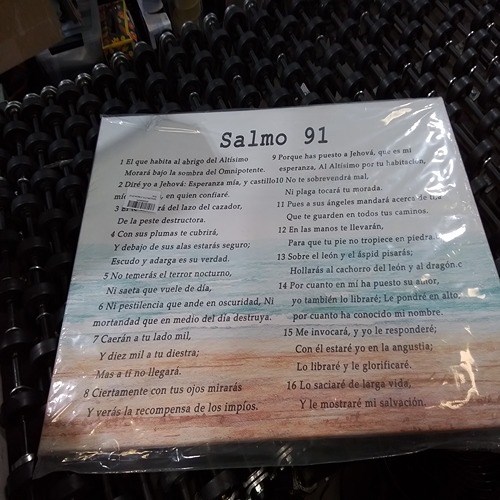 Salmo 91
1 El que habita al abrigo del Altísimo
Morará bajo la sombra del Omnipotente.
2 Diré yo a Jehová: Esperanza mía, y castillo
en quien confiaré.
3 rá del lazo del cazador,
De la peste destructora.
4 Con sus plumas te cubrirá,
Y debajo de sus alas estarás seguro;
Escudo y adarga es su verdad.
5 No temerás el terror nocturno,
Ni saeta que vuele de día,
6 Ni pestilencia que ande en oscuridad, Ni
mortandad que en medio del día destruya.
7 Caerán a tu lado mil,
Y diez mil a tu diestra;
Mas a ti no llegará.
8 Ciertamente con tus ojos mirarás
Y verás la recompensa de los impíos.
9 Porque has puesto a Jehová, que es mi
esperanza, Al Altísimo por tu habitación,
10 No te sobrevendrá mal,
Ni plaga tocará tu morada.
11 Pues a sus ángeles mandará acerca de
Que te guarden en todos tus caminos.
12 En las manos te llevarán,
Para que tu pie no tropiece en piedra.
13 Sobre el león y el áspid pisarás;
Hollarás al cachorro del león y al dragón.c
14 Por cuanto en mí ha puesto su amor,
yo también lo libraré; Le pondré en alto.
por cuanto ha conocido mi nombre.
15 Me invocará, y yo le responderé;
Con él estaré yo en la angustia;
Lo libraré y le glorificaré.
16 Lo saciaré de larga vida,
Y le mostraré mi salvación.